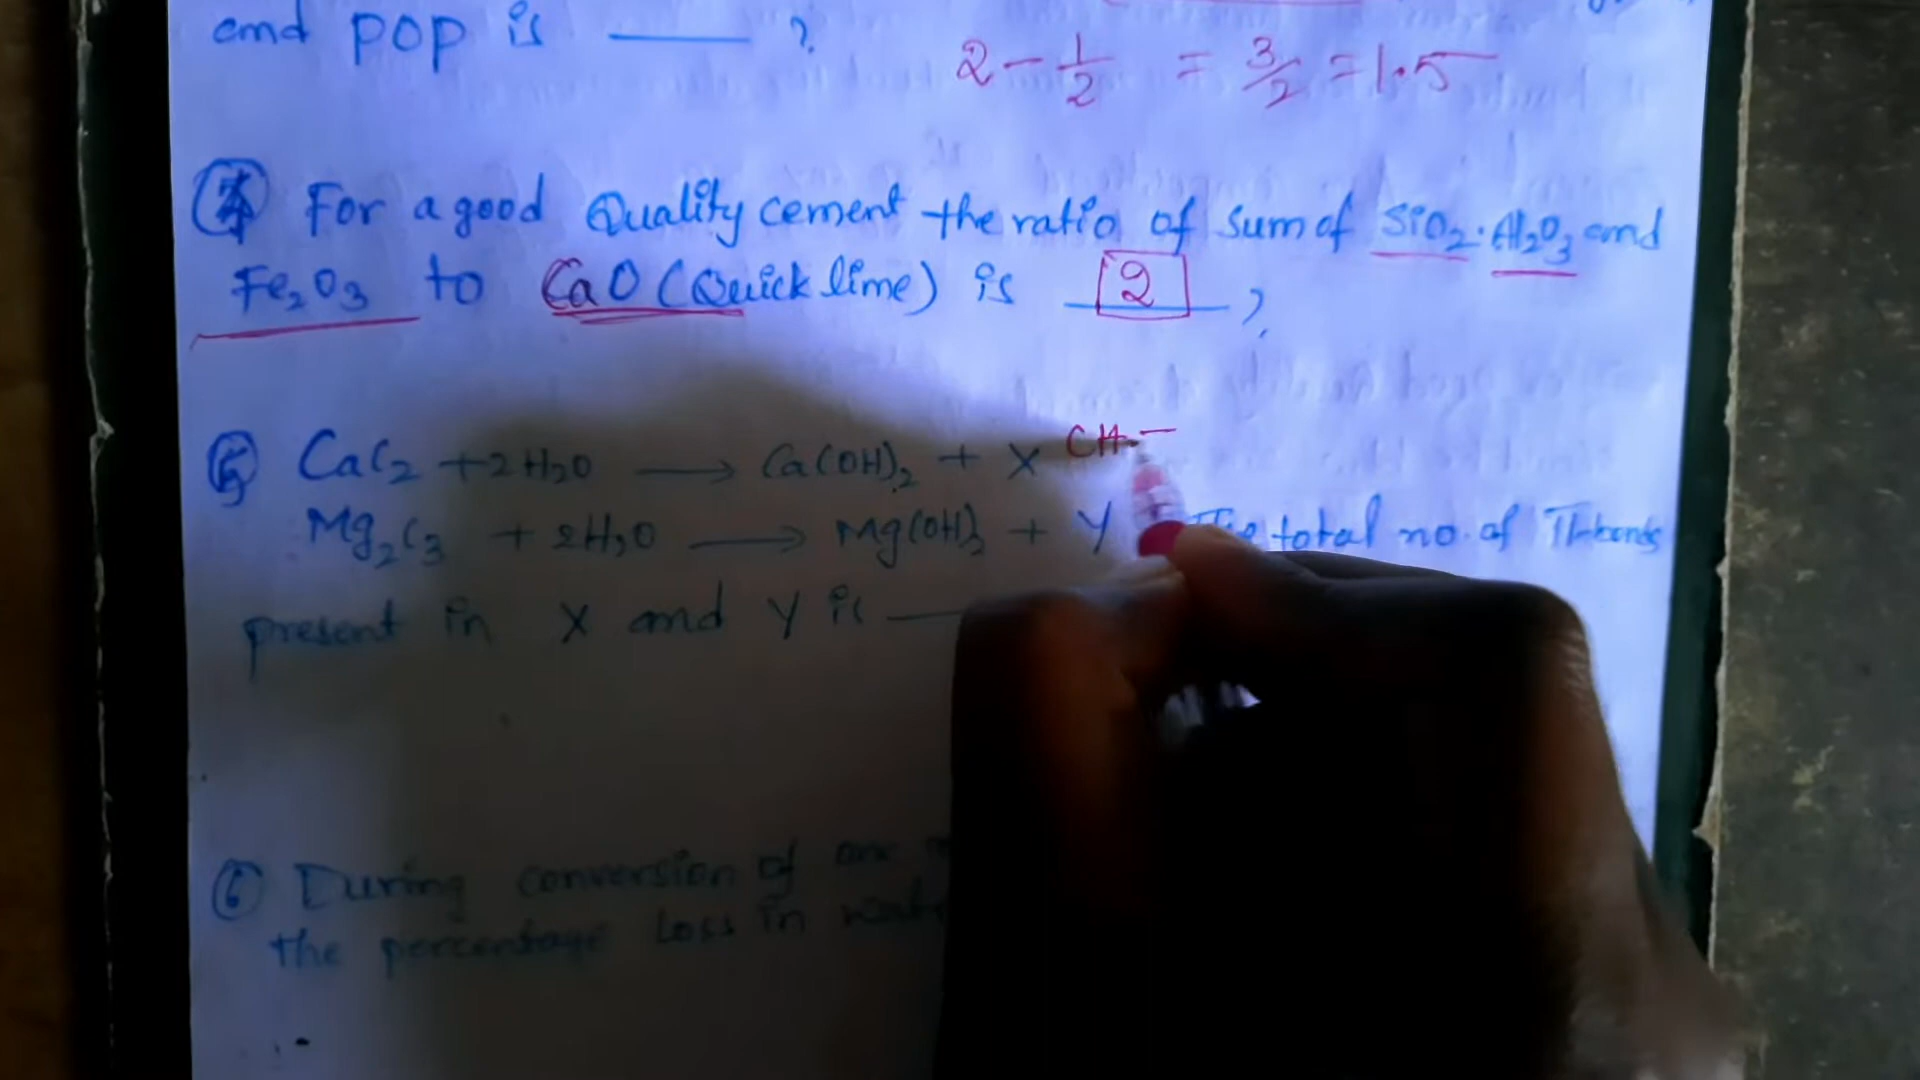 and POP is ____ ?
2 - 1/2 = 3/2 = 1.5
④ For a good Quality cement the ratio of sum of SiO₂. Al₂O₃ and
Fe₂O₃ to CaO (Quick lime) is 2 ?
⑤ CaC₂ + 2H₂O → Ca(OH)₂ + X CH
Mg₂C₃ + 2H₂O → Mg(OH)₂ + Y The total no. of
present in X and Y is
⑥ During conversion of one
the percentage Loss in